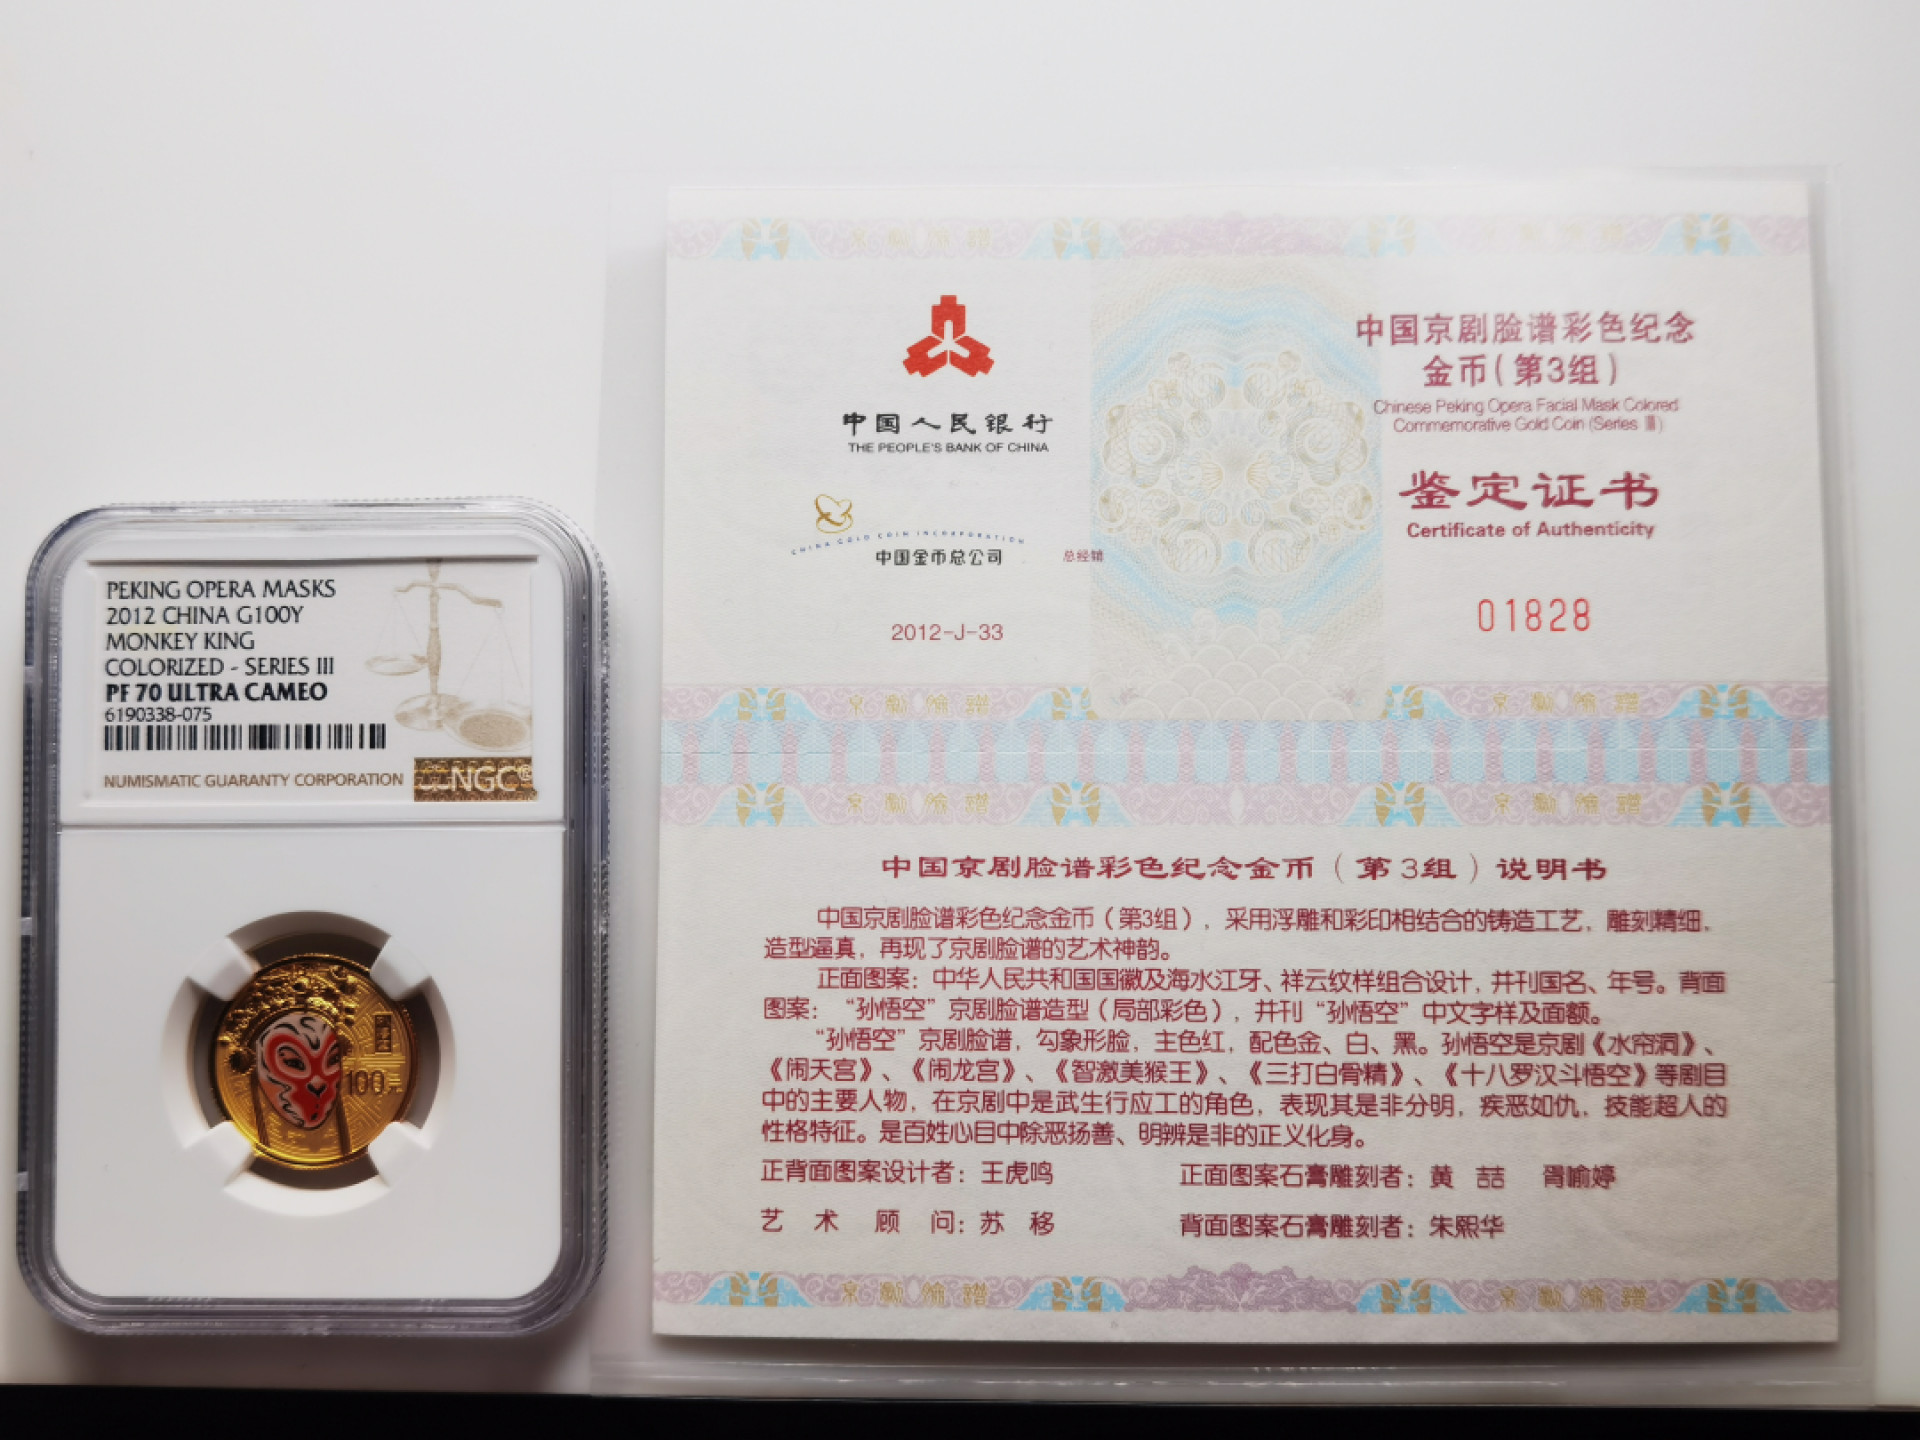 PEKING OPERA MASKS
2012 CHINA G100Y
MONKEY KING
COLORIZED - SERIES III
PF 70 ULTRA CAMEO
6190338-075
NUMISMATIC GUARANTY CORPORATION
NGC
100元
中国人民银行
THE PEOPLE'S BANK OF CHINA
CHINA GOLD COIN INCORPORATION
中国金币总公司
总经销
2012-J-33
中国京剧脸谱彩色纪念
金币(第3组)
Chinese Peking Opera Facial Mask Colored
Commemorative Gold Coin (Series Ⅲ)
鉴定证书
Certificate of Authenticity
01828
中国京剧脸谱彩色纪念金币(第3组)说明书
中国京剧脸谱彩色纪念金币(第3组),采用浮雕和彩印相结合的铸造工艺,雕刻精细,
造型逼真,再现了京剧脸谱的艺术神韵。
正面图案:中华人民共和国国徽及海水江牙、祥云纹样组合设计,并刊国名、年号。背面
图案:“孙悟空”京剧脸谱造型(局部彩色),并刊“孙悟空”中文字样及面额。
“孙悟空”京剧脸谱,勾象形脸,主色红,配色金、白、黑。孙悟空是京剧《水帘洞》、
《闹天宫》、《闹龙宫》、《智激美猴王》、《三打白骨精》、《十八罗汉斗悟空》等剧目
中的主要人物,在京剧中是武生行应工的角色,表现其是非分明,疾恶如仇,技能超人的
性格特征。是百姓心目中除恶扬善、明辨是非的正义化身。
正背面图案设计者:王虎鸣
正面图案石膏雕刻者:黄 喆 胥喻婷
艺 术 顾 问:苏 移
背面图案石膏雕刻者:朱熙华